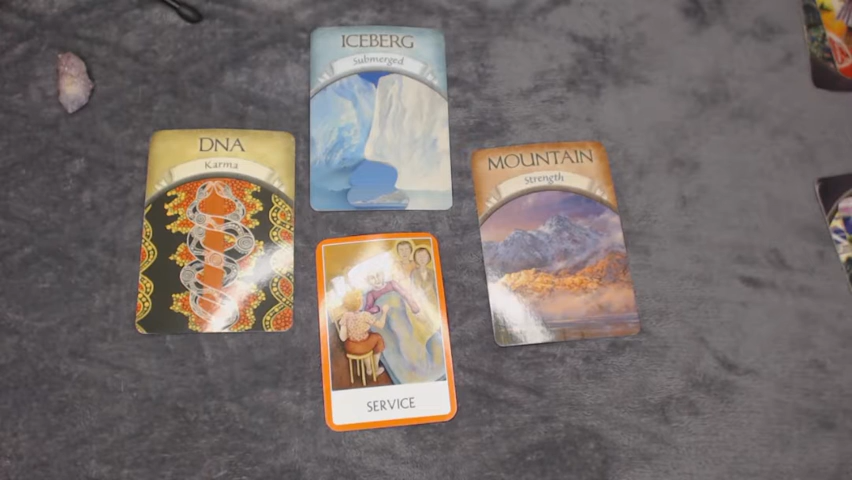 ICEBERG
Submerged
DNA
Karma
MOUNTAIN
Strength
SERVICE